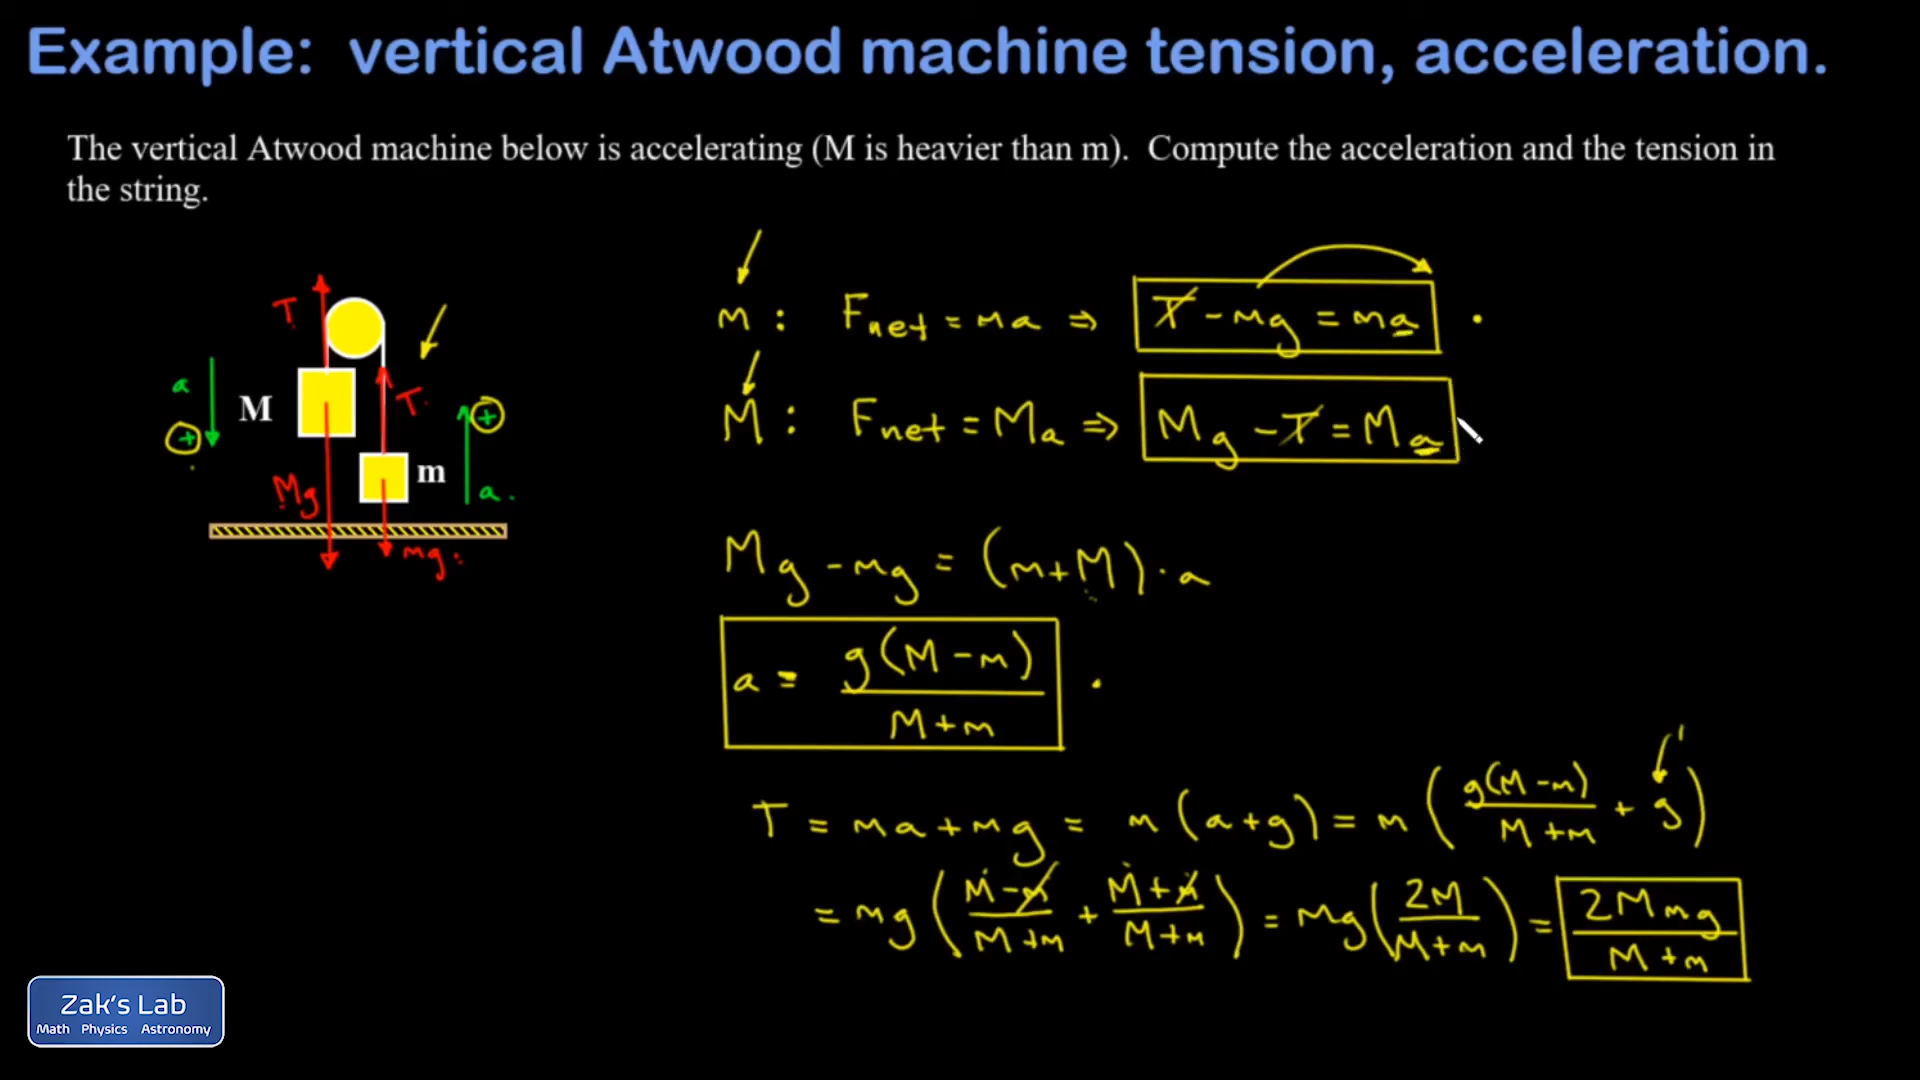 Example: vertical Atwood machine tension, acceleration.
The vertical Atwood machine below is accelerating (M is heavier than m). Compute the acceleration and the tension in
the string.
T
a
+
M
Mg
T
+
m
a
mg
m : Fnet = ma ⇒ T - mg = ma
M : Fnet = Ma ⇒ Mg - T = Ma
Mg - mg = (m+M) · a
a = g(M - m) / M + m
T = ma + mg = m (a + g) = m ( g(M - m) / M + m + g )
= mg ( M - m / M + m + M + m / M + m ) = mg ( 2M / M + m ) = 2Mmg / M + m
Zak's Lab
Math Physics Astronomy